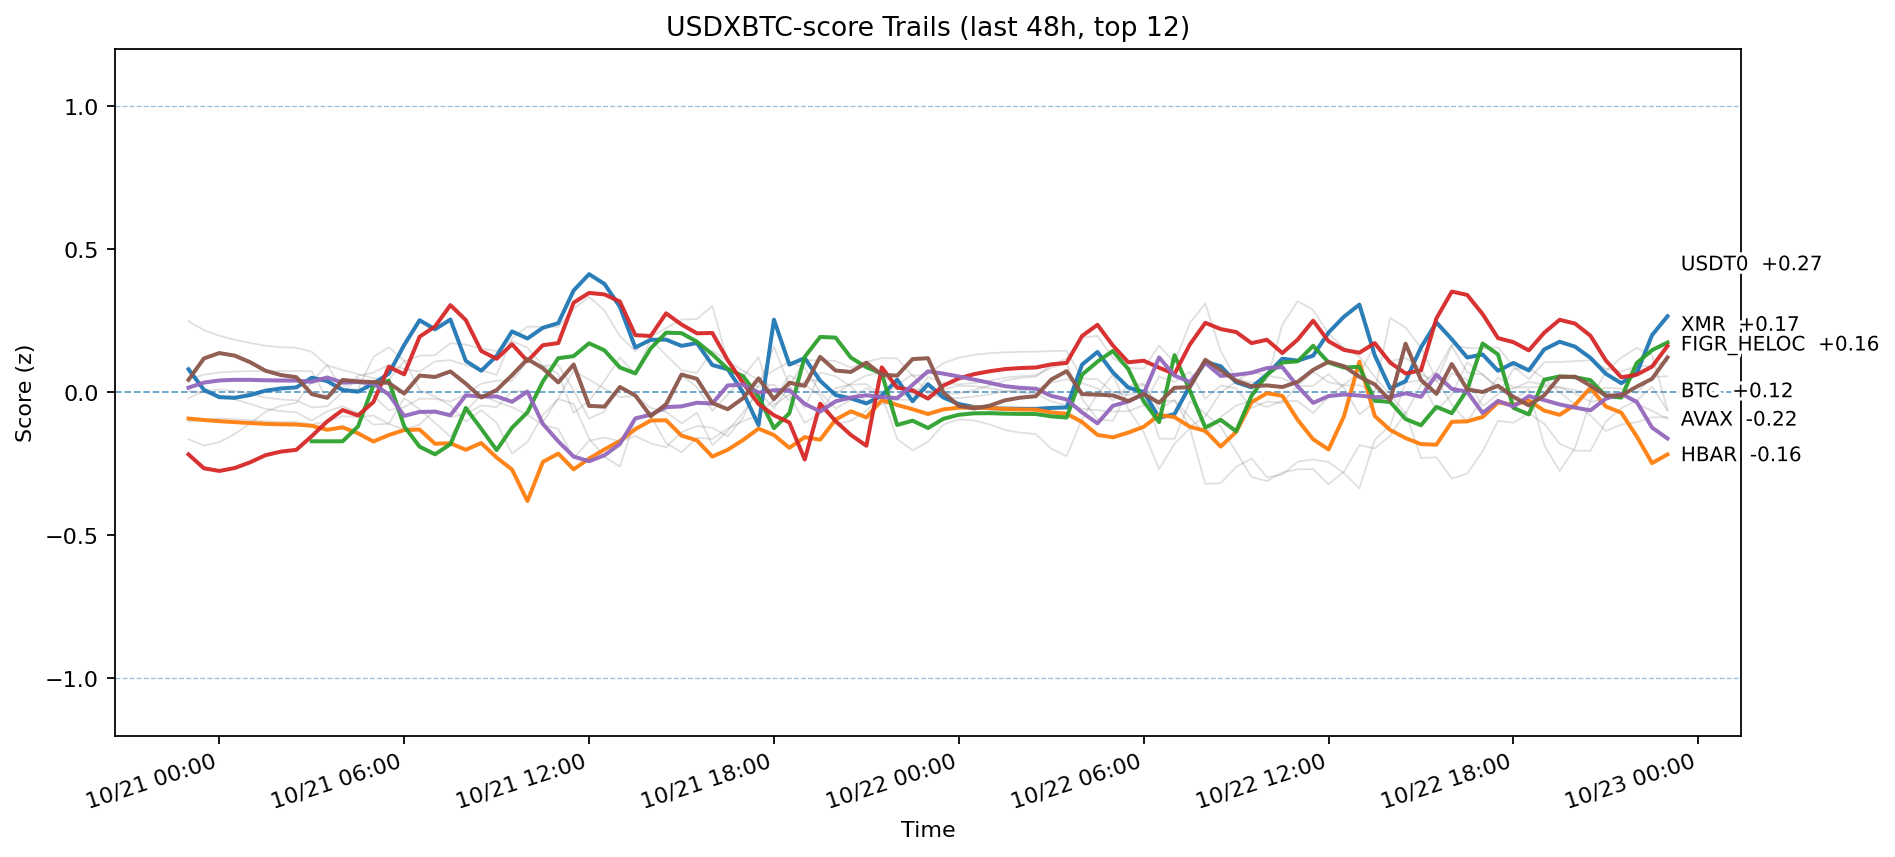 USDXBTC-score Trails (last 48h, top 12)
Score (z)
1.0
0.5
0.0
−0.5
−1.0
USDT0 +0.27
XMR +0.17
FIGR_HELOC +0.16
BTC +0.12
AVAX -0.22
HBAR -0.16
10/21 00:00
10/21 06:00
10/21 12:00
10/21 18:00
10/22 00:00
10/22 06:00
10/22 12:00
10/22 18:00
10/23 00:00
Time